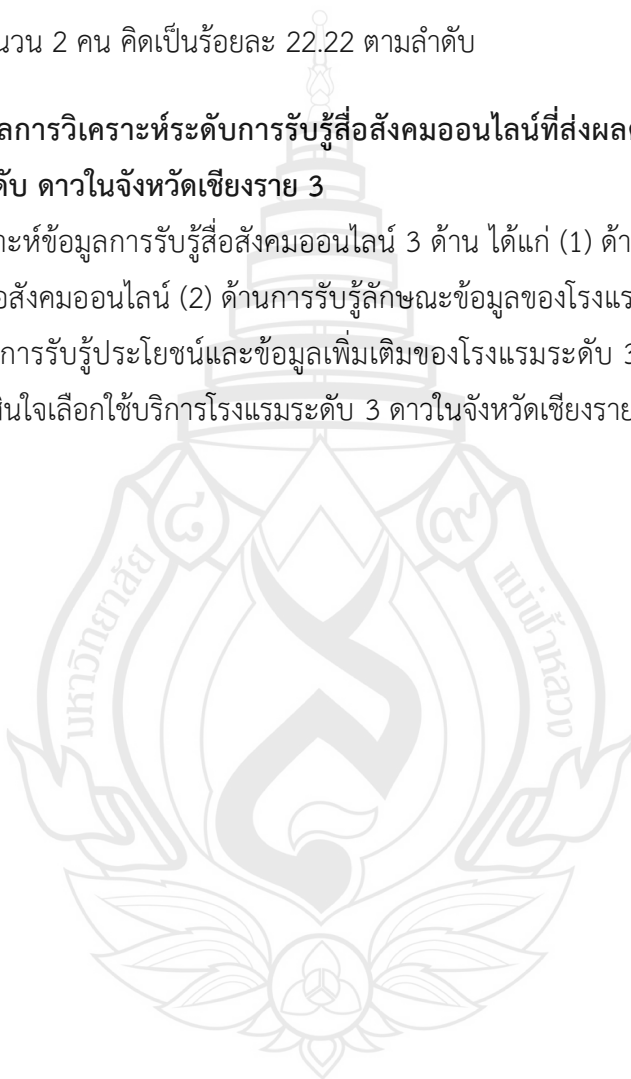 นวน 2 คน คิดเป็นร้อยละ 22.22 ตามลำดับ
ลการวิเคราะห์ระดับการรับรู้สื่อสังคมออนไลน์ที่ส่งผล
ดับ ดาวในจังหวัดเชียงราย 3
าะห์ข้อมูลการรับรู้สื่อสังคมออนไลน์ 3 ด้าน ได้แก่ (1) ด้า
อสังคมออนไลน์ (2) ด้านการรับรู้ลักษณะข้อมูลของโรงแร
การรับรู้ประโยชน์และข้อมูลเพิ่มเติมของโรงแรมระดับ 3
สินใจเลือกใช้บริการโรงแรมระดับ 3 ดาวในจังหวัดเชียงราย
มหาวิทยาลัย
๘
๙
แม่ฟ้าหลวง